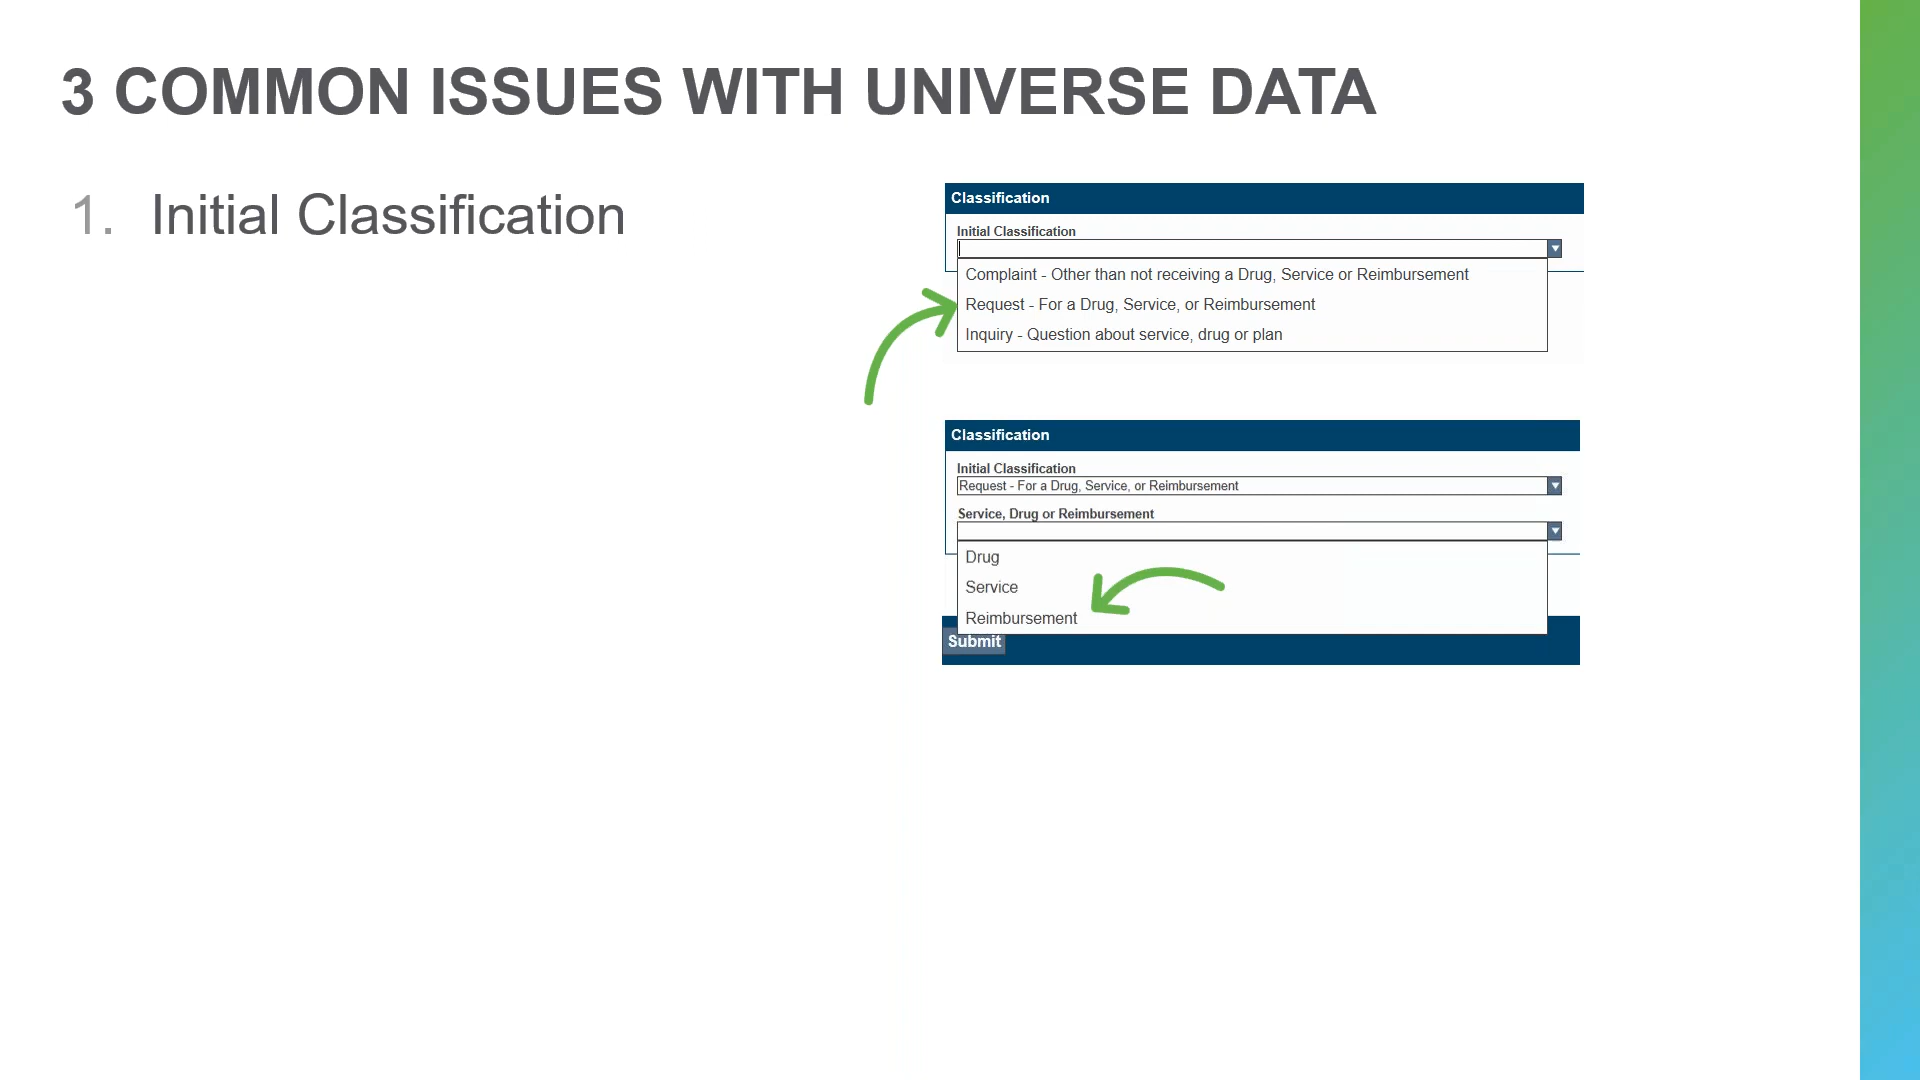 3 COMMON ISSUES WITH UNIVERSE DATA
1. Initial Classification
Classification
Initial Classification
Complaint - Other than not receiving a Drug, Service or Reimbursement
Request - For a Drug, Service, or Reimbursement
Inquiry - Question about service, drug or plan
Classification
Initial Classification
Request - For a Drug, Service, or Reimbursement
Service, Drug or Reimbursement
Drug
Service
Reimbursement
Submit